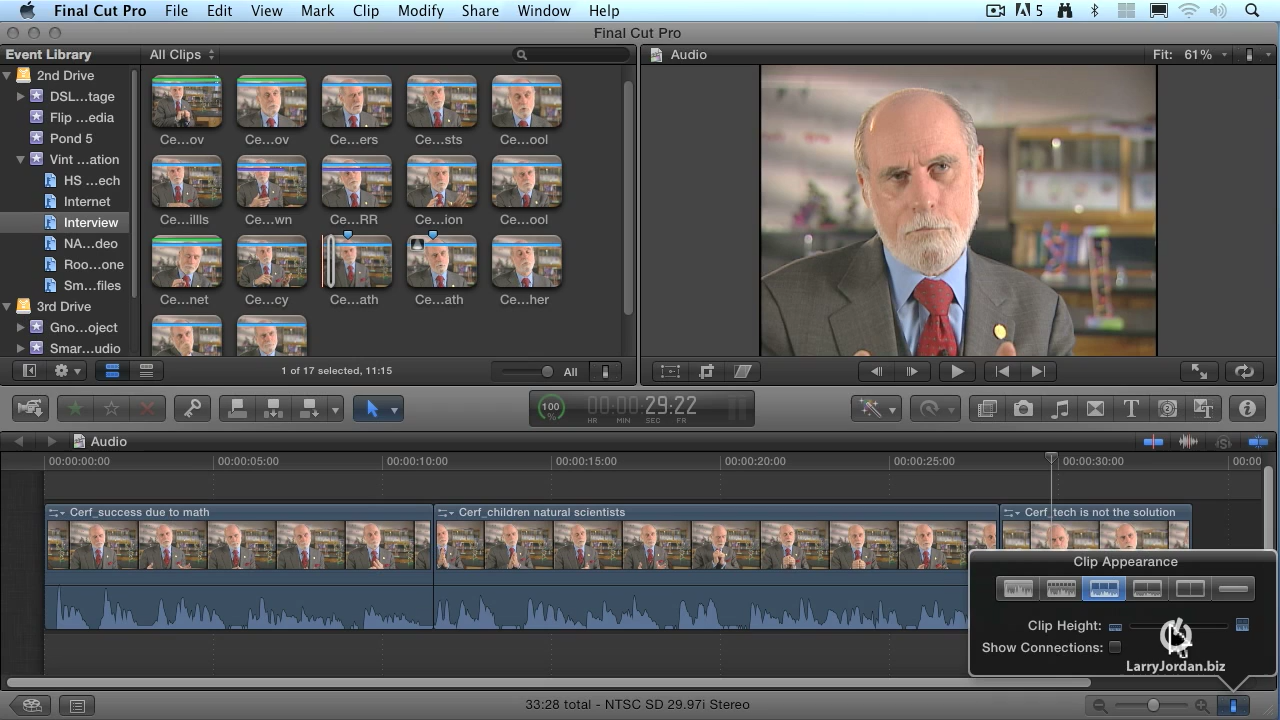 Final Cut Pro File Edit View Mark Clip Modify Share Window Help 5
Final Cut Pro
Event Library All Clips Audio Fit: 61%
2nd Drive
DSL...tage
Flip ...edia
Pond 5
Vint ...ation
HS ...ech
Internet
Interview
NA...deo
Roo...one
Sm...files
3rd Drive
Gno...oject
Smar...udio
Ce...ov Ce...ov Ce...ers Ce...sts Ce...ool
Ce...illls Ce...wn Ce...RR Ce...ion Ce...ool
Ce...net Ce...cy Ce...ath Ce...ath Ce...her
1 of 17 selected, 11:15 All
100 % 00:00:29:22
HR MIN SEC FR
Audio
00:00:00:00 00:00:05:00 00:00:10:00 00:00:15:00 00:00:20:00 00:00:25:00 00:00:30:00 00:00
Cerf_success due to math Cerf_children natural scientists Cerf_tech is not the solution
Clip Appearance
Clip Height:
Show Connections:
LarryJordan.biz
33:28 total - NTSC SD 29.97i Stereo